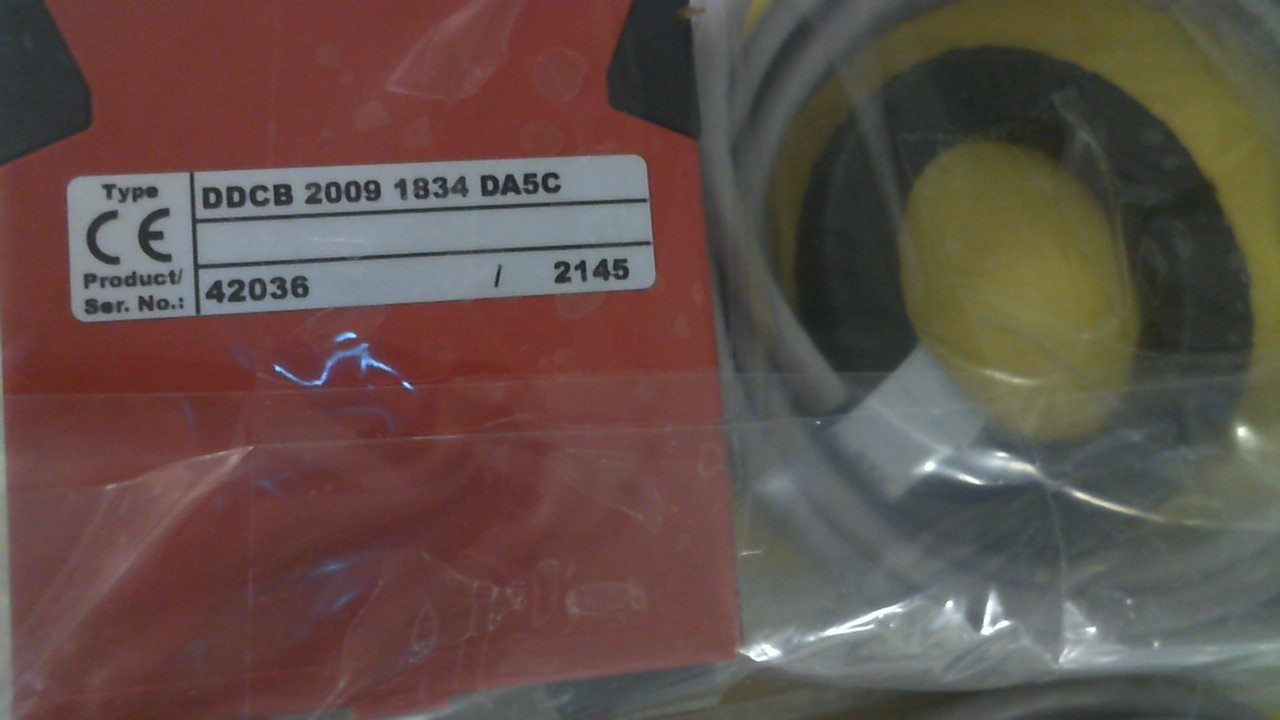 Type DDCB 2009 1834 DA5C
CE
Product/
Ser. No.: 42036 / 2145